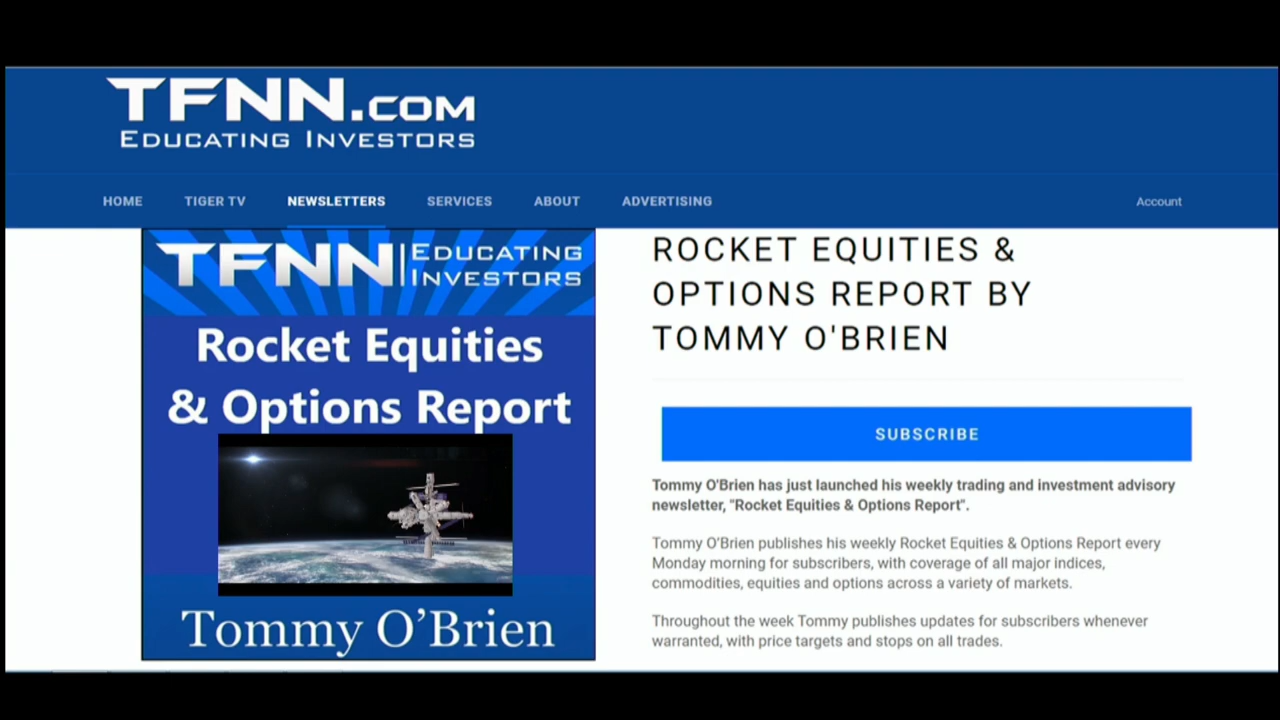 TFNN.COM
EDUCATING INVESTORS
HOME TIGER TV NEWSLETTERS SERVICES ABOUT ADVERTISING Account
TFNN EDUCATING
INVESTORS
Rocket Equities
& Options Report
Tommy O'Brien
ROCKET EQUITIES &
OPTIONS REPORT BY
TOMMY O'BRIEN
SUBSCRIBE
Tommy O'Brien has just launched his weekly trading and investment advisory
newsletter, "Rocket Equities & Options Report".
Tommy O'Brien publishes his weekly Rocket Equities & Options Report every
Monday morning for subscribers, with coverage of all major indices,
commodities, equities and options across a variety of markets.
Throughout the week Tommy publishes updates for subscribers whenever
warranted, with price targets and stops on all trades.